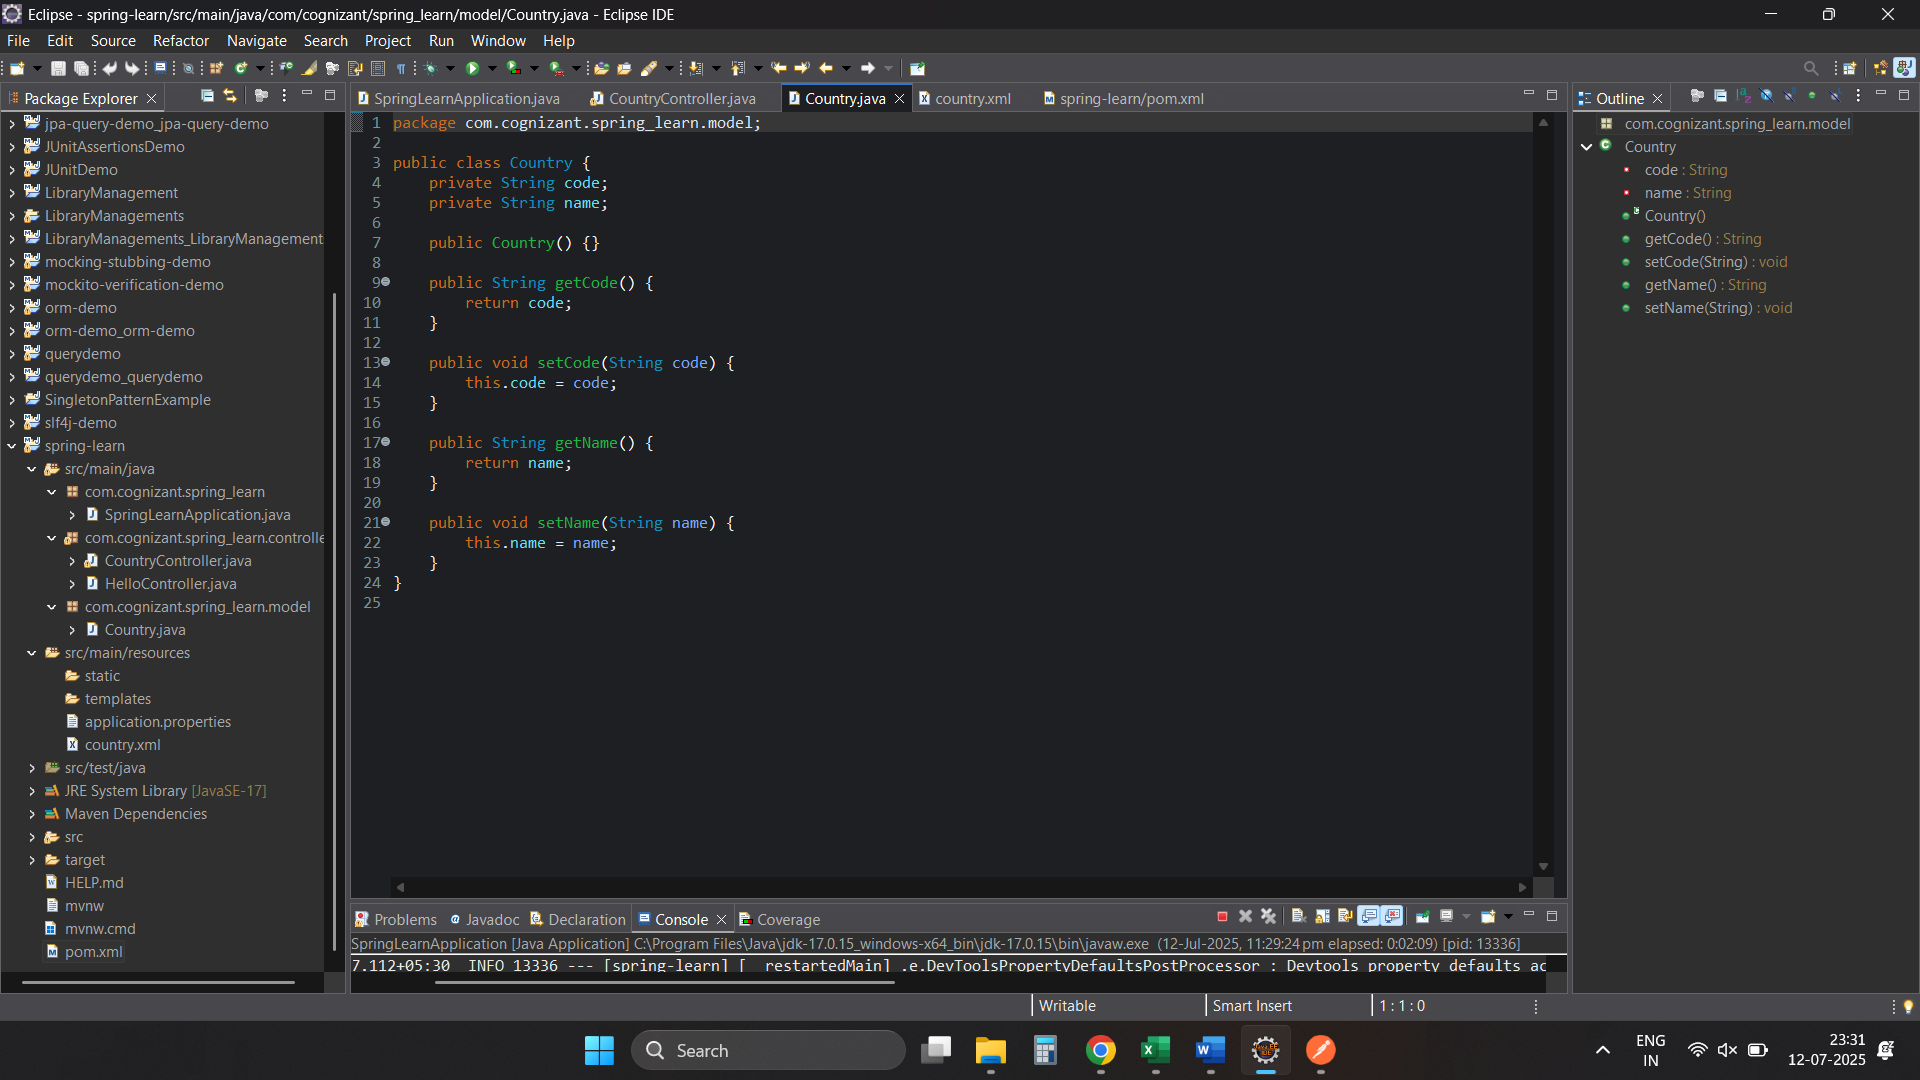 Eclipse - spring-learn/src/main/java/com/cognizant/spring_learn/model/Country.java - Eclipse IDE
File Edit Source Refactor Navigate Search Project Run Window Help
Package Explorer
jpa-query-demo_jpa-query-demo
JUnitAssertionsDemo
JUnitDemo
LibraryManagement
LibraryManagements
LibraryManagements_LibraryManagement
mocking-stubbing-demo
mockito-verification-demo
orm-demo
orm-demo_orm-demo
querydemo
querydemo_querydemo
SingletonPatternExample
slf4j-demo
spring-learn
src/main/java
com.cognizant.spring_learn
SpringLearnApplication.java
com.cognizant.spring_learn.controlle
CountryController.java
HelloController.java
com.cognizant.spring_learn.model
Country.java
src/main/resources
static
templates
application.properties
country.xml
src/test/java
JRE System Library [JavaSE-17]
Maven Dependencies
src
target
HELP.md
mvnw
mvnw.cmd
pom.xml
SpringLearnApplication.java CountryController.java Country.java country.xml spring-learn/pom.xml
1 package com.cognizant.spring_learn.model;
2
3 public class Country {
4 private String code;
5 private String name;
6
7 public Country() {}
8
9 public String getCode() {
10 return code;
11 }
12
13 public void setCode(String code) {
14 this.code = code;
15 }
16
17 public String getName() {
18 return name;
19 }
20
21 public void setName(String name) {
22 this.name = name;
23 }
24 }
25
Outline
com.cognizant.spring_learn.model
Country
code : String
name : String
Country()
getCode() : String
setCode(String) : void
getName() : String
setName(String) : void
Problems Javadoc Declaration Console Coverage
SpringLearnApplication [Java Application] C:\Program Files\Java\jdk-17.0.15_windows-x64_bin\jdk-17.0.15\bin\javaw.exe (12-Jul-2025, 11:29:24 pm elapsed: 0:02:09) [pid: 13336]
7.112+05:30 INFO 13336 --- [spring-learn] [ restartedMain] .e.DevToolsPropertyDefaultsPostProcessor : Devtools property defaults ac
Writable Smart Insert 1 : 1 : 0
Search
ENG
IN
23:31
12-07-2025